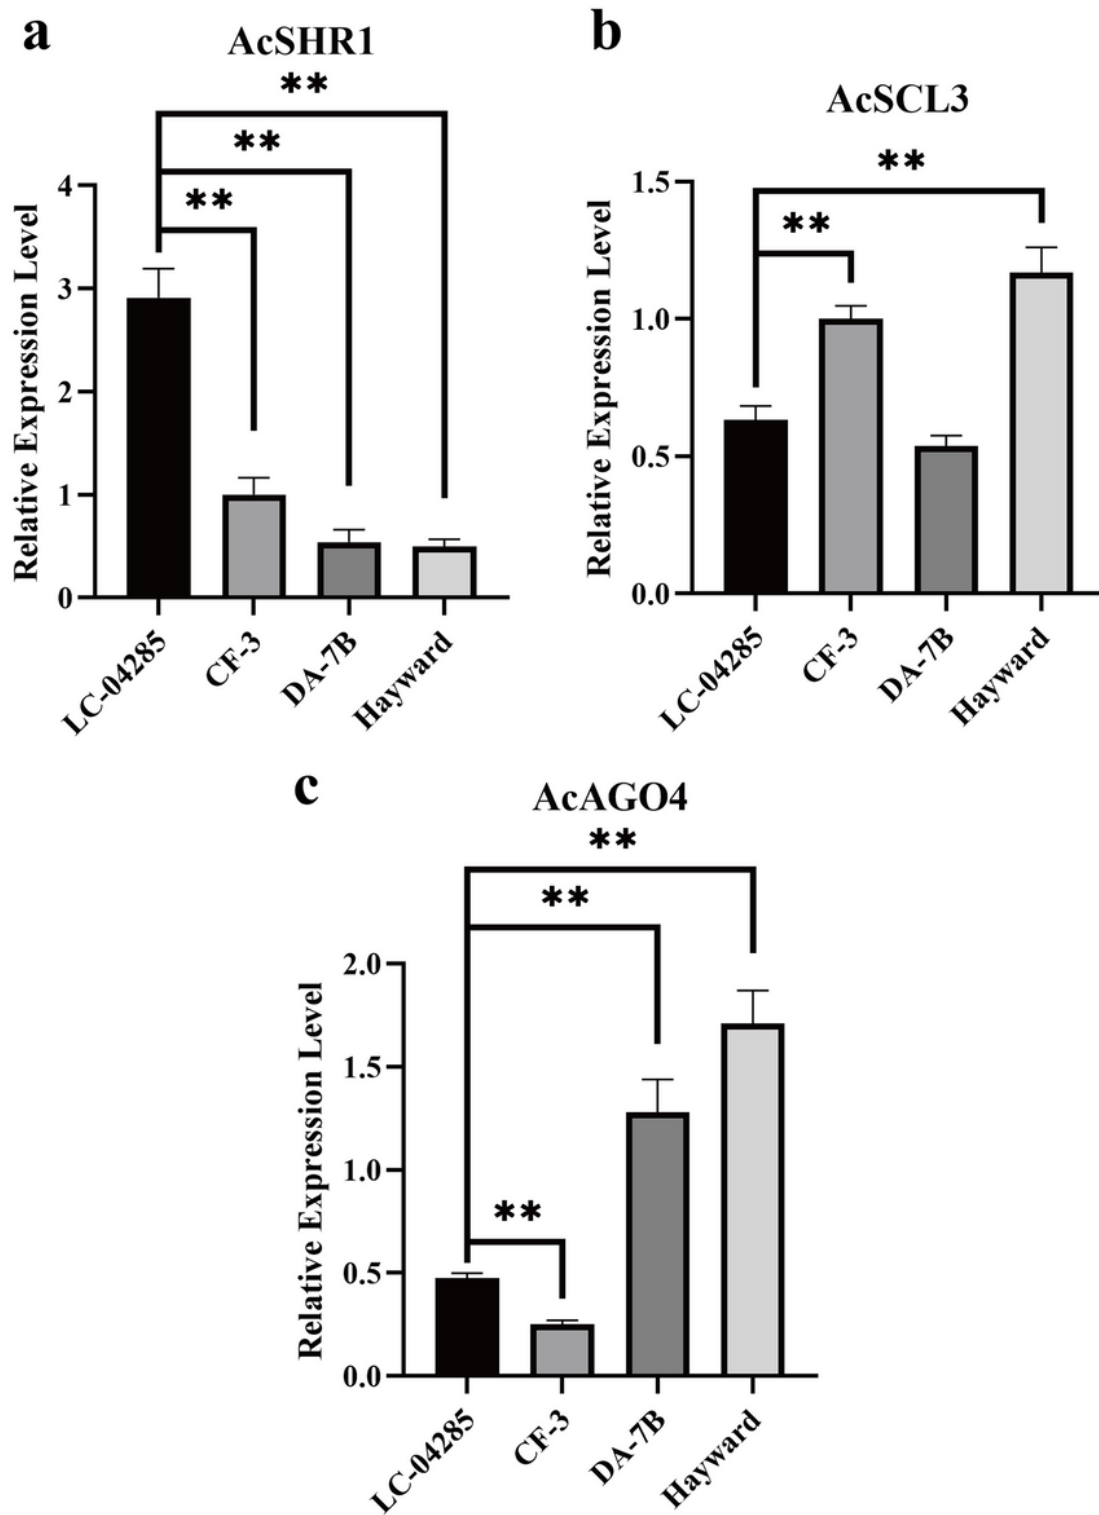 a
AcSHR1
**
**
**
Relative Expression Level
4
3
2
1
0
LC-04285
CF-3
DA-7B
Hayward
b
AcSCL3
**
**
Relative Expression Level
1.5
1.0
0.5
0.0
LC-04285
CF-3
DA-7B
Hayward
c
AcAGO4
**
**
**
Relative Expression Level
2.0
1.5
1.0
0.5
0.0
LC-04285
CF-3
DA-7B
Hayward